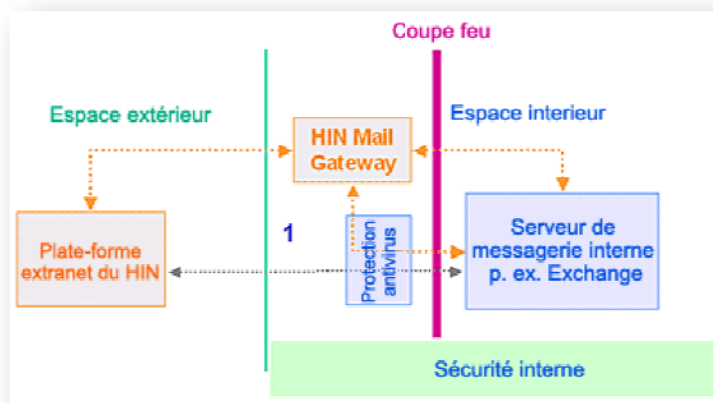 Coupe feu
Espace extérieur
HIN Mail
Gateway
Espace interieur
Plate-forme
extranet du HIN
1
Protection
antivirus
Serveur de
messagerie interne
p. ex. Exchange
Sécurité interne